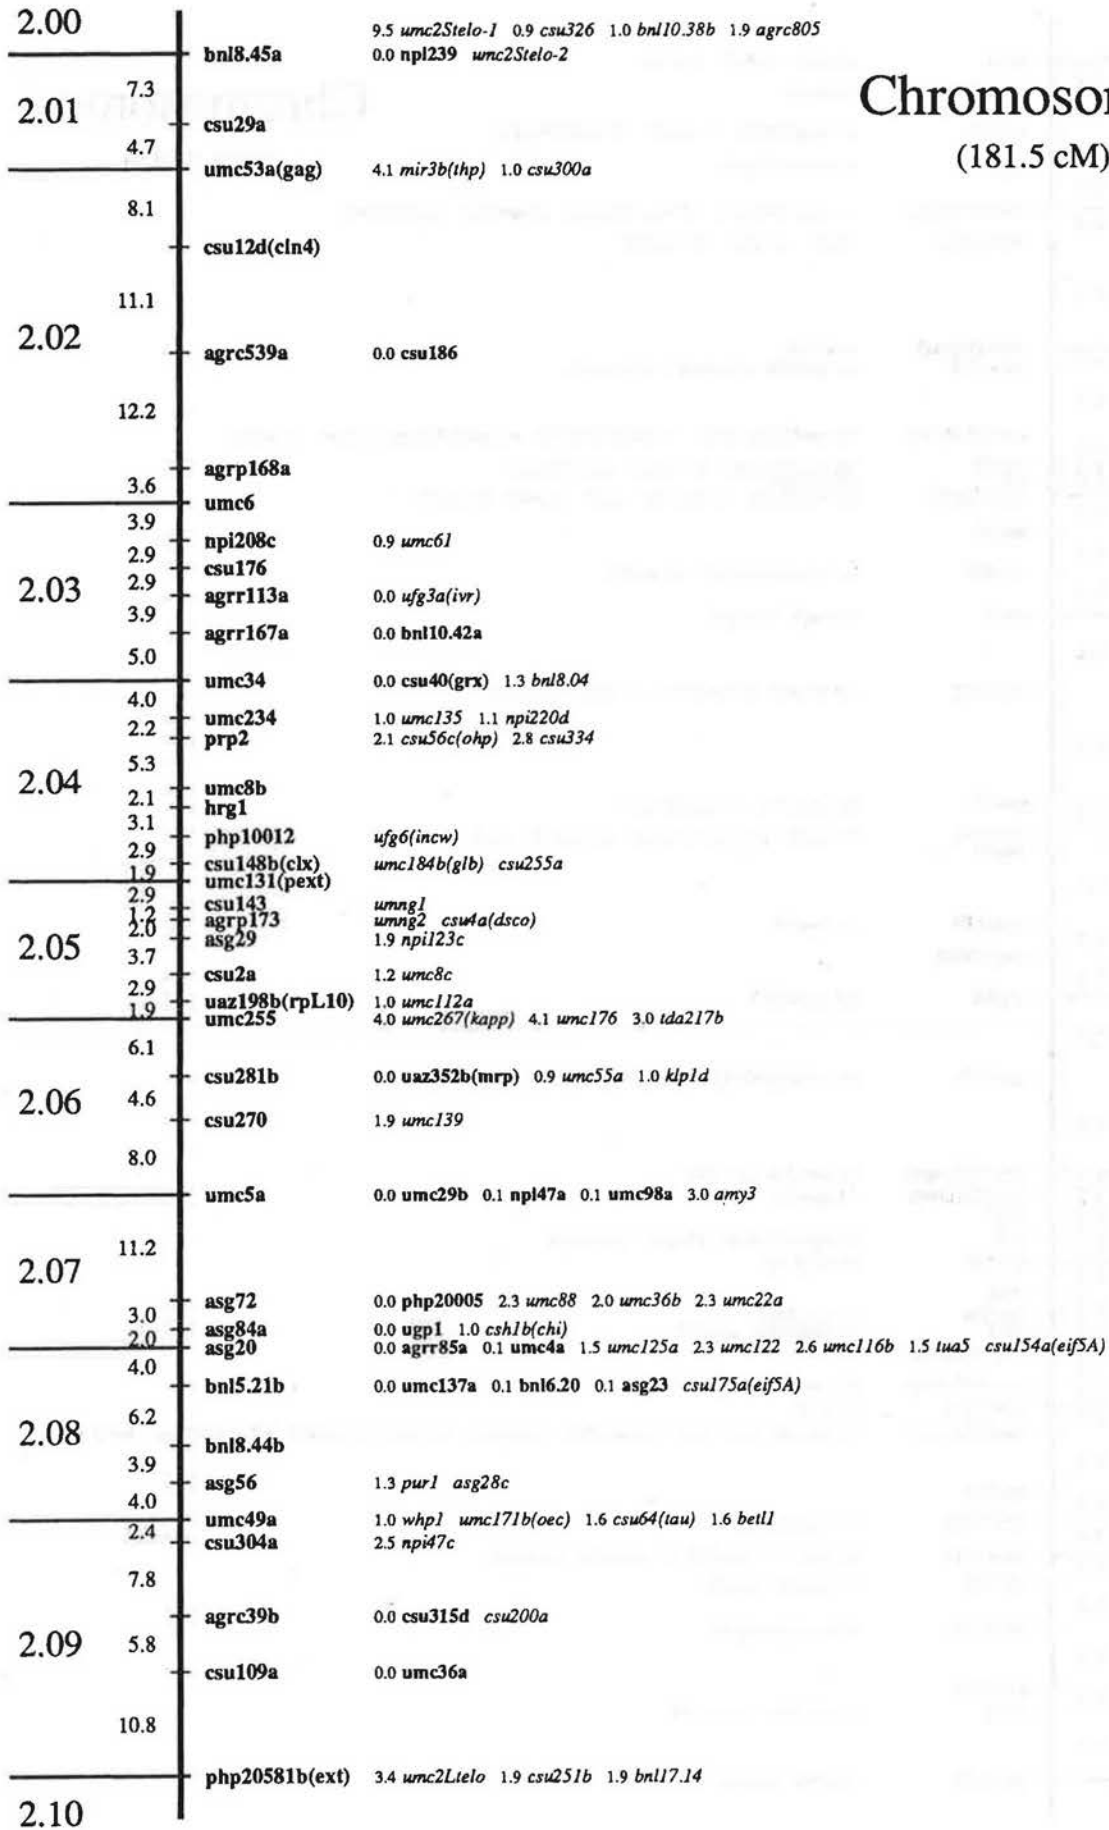 2.00
9.5 umc2Stelo-1 0.9 csu326 1.0 bnl10.38b 1.9 agrc805
bnl8.45a 0.0 npl239 umc2Stelo-2
Chromosor
7.3
2.01
csu29a
4.7
(181.5 cM)
umc53a(gag) 4.1 mir3b(thp) 1.0 csu300a
8.1
csu12d(cln4)
11.1
2.02
agrc539a 0.0 csu186
12.2
agrp168a
3.6
umc6
3.9
npi208c 0.9 umc61
2.9
csu176
2.03
2.9
agrr113a 0.0 ufg3a(ivr)
3.9
agrr167a 0.0 bnl10.42a
5.0
umc34 0.0 csu40(grx) 1.3 bnl8.04
4.0
umc234 1.0 umc135 1.1 npi220d
2.2
prp2 2.1 csu56c(ohp) 2.8 csu334
5.3
2.04
umc8b
2.1
hrg1
3.1
php10012 ufg6(incw)
2.9
csu148b(clx) umc184b(glb) csu255a
1.9
umc131(pext)
2.9
csu143 umng1
1.2
agrp173 umng2 csu4a(dsco)
2.0
asg29 1.9 npi123c
2.05
3.7
csu2a 1.2 umc8c
2.9
uaz198b(rpL10) 1.0 umc112a
1.9
umc255 4.0 umc267(kapp) 4.1 umc176 3.0 tda217b
6.1
csu281b 0.0 uaz352b(mrp) 0.9 umc55a 1.0 klp1d
2.06
4.6
csu270 1.9 umc139
8.0
umc5a 0.0 umc29b 0.1 npl47a 0.1 umc98a 3.0 amy3
11.2
2.07
asg72 0.0 php20005 2.3 umc88 2.0 umc36b 2.3 umc22a
3.0
asg84a 0.0 ugp1 1.0 csh1b(chi)
2.0
asg20 0.0 agrr85a 0.1 umc4a 1.5 umc125a 2.3 umc122 2.6 umc116b 1.5 tua5 csu154a(eif5A)
4.0
bnl5.21b 0.0 umc137a 0.1 bnl6.20 0.1 asg23 csu175a(eif5A)
6.2
2.08
bnl8.44b
3.9
asg56 1.3 pur1 asg28c
4.0
umc49a 1.0 whp1 umc171b(oec) 1.6 csu64(tau) 1.6 betl1
2.4
csu304a 2.5 npi47c
7.8
agrc39b 0.0 csu315d csu200a
2.09
5.8
csu109a 0.0 umc36a
10.8
php20581b(ext) 3.4 umc2Ltelo 1.9 csu251b 1.9 bnl17.14
2.10